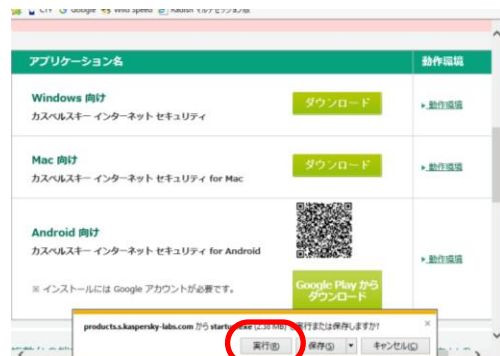 CTV Google Wild Speed
アプリケーション名 動作環境
Windows 向け
カスペルスキー インターネット セキュリティ
ダウンロード
動作環境
Mac 向け
カスペルスキー インターネット セキュリティ for Mac
ダウンロード
動作環境
Android 向け
カスペルスキー インターネット セキュリティ for Android
※ インストールには Google アカウントが必要です。
Google Play から
ダウンロード
動作環境
products.s.kaspersky-labs.com から startup.exe (2.38 MB) を実行または保存しますか?
実行(R) 保存(S) キャンセル(C)